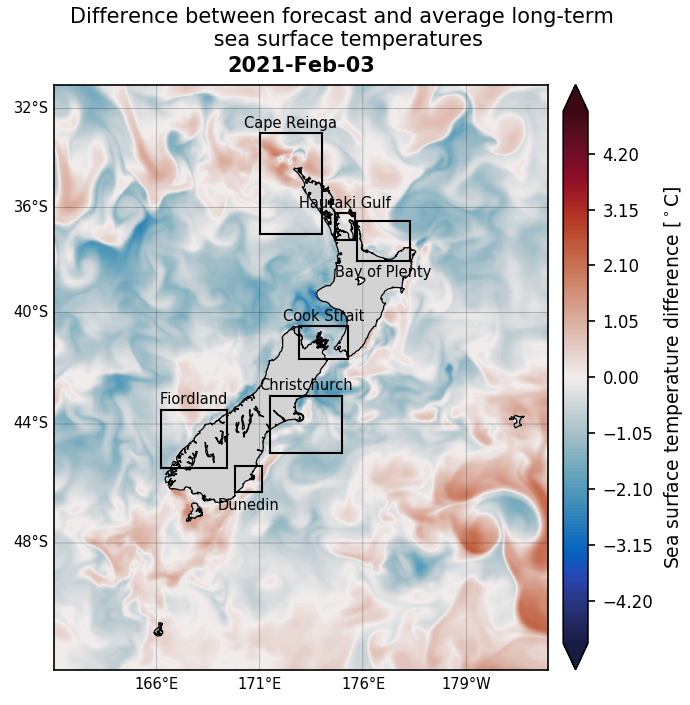 Difference between forecast and average long-term
sea surface temperatures
2021-Feb-03
32°S
36°S
40°S
44°S
48°S
Cape Reinga
Hauraki Gulf
Bay of Plenty
Cook Strait
Christchurch
Fiordland
Dunedin
166°E
171°E
176°E
179°W
4.20
3.15
2.10
1.05
0.00
−1.05
−2.10
−3.15
−4.20
Sea surface temperature difference [ °C]